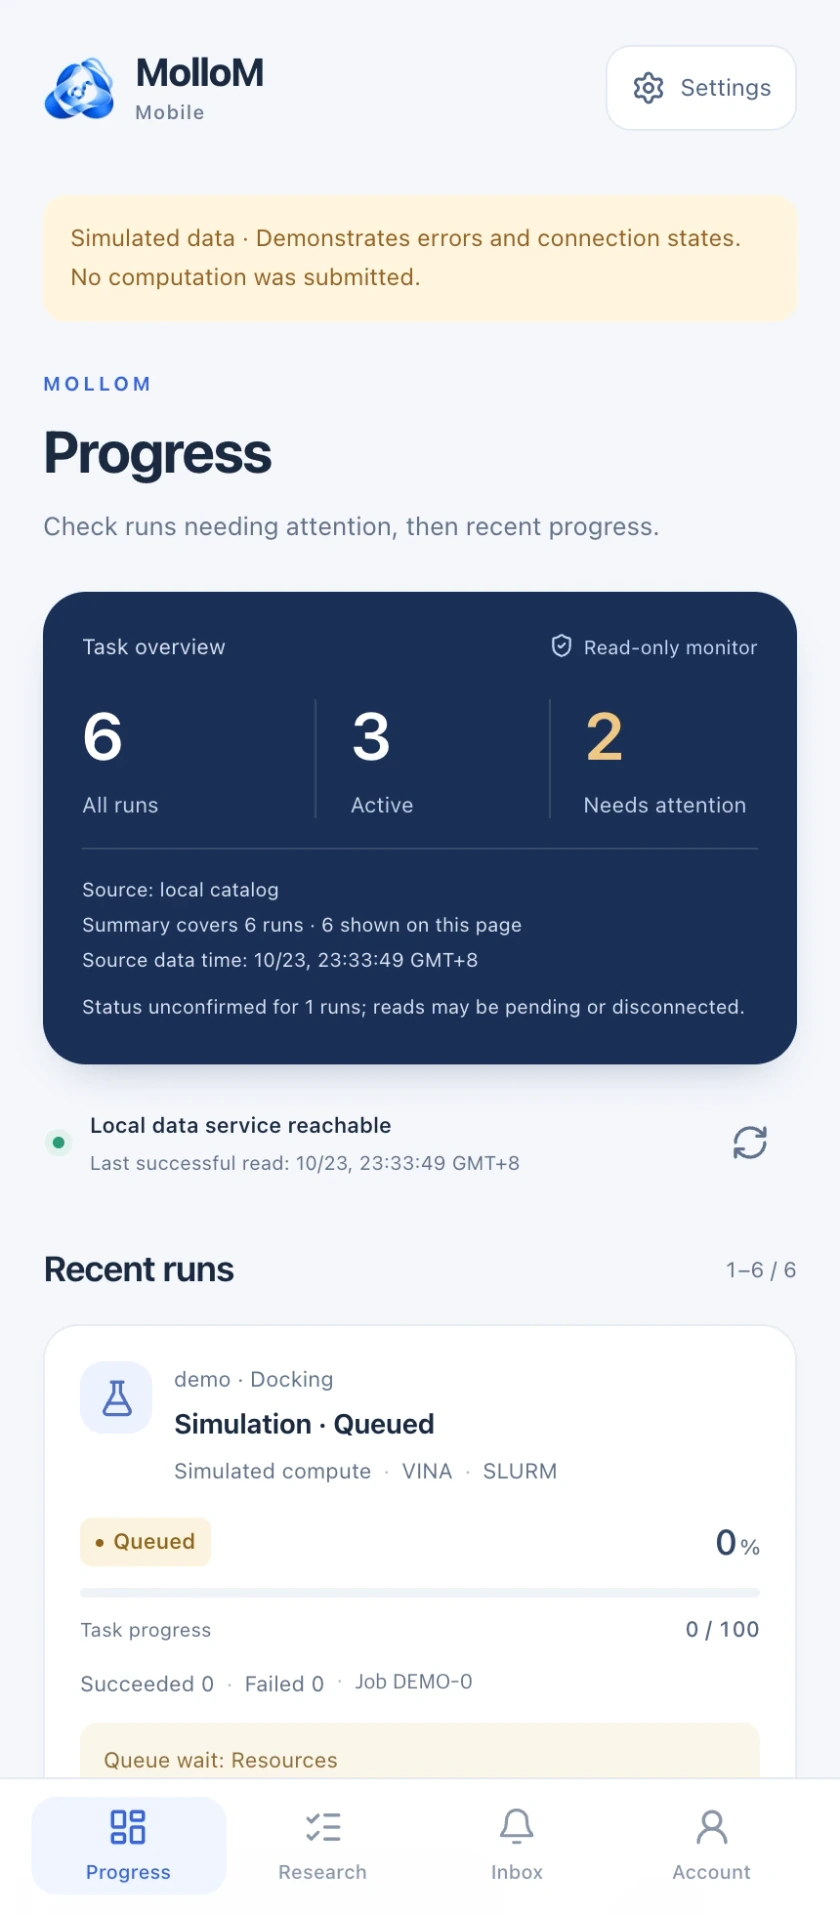 MolloM
Mobile
Settings
Simulated data · Demonstrates errors and connection states.
No computation was submitted.
MOLLOM
Progress
Check runs needing attention, then recent progress.
Task overview
Read-only monitor
6
3
2
All runs
Active
Needs attention
Source: local catalog
Summary covers 6 runs · 6 shown on this page
Source data time: 10/23, 23:33:49 GMT+8
Status unconfirmed for 1 runs; reads may be pending or disconnected.
Local data service reachable
Last successful read: 10/23, 23:33:49 GMT+8
Recent runs
1–6 / 6
demo · Docking
Simulation · Queued
Simulated compute · VINA · SLURM
• Queued
0%
Task progress
0 / 100
Succeeded 0 · Failed 0 · Job DEMO-0
Queue wait: Resources
Progress
Research
Inbox
Account